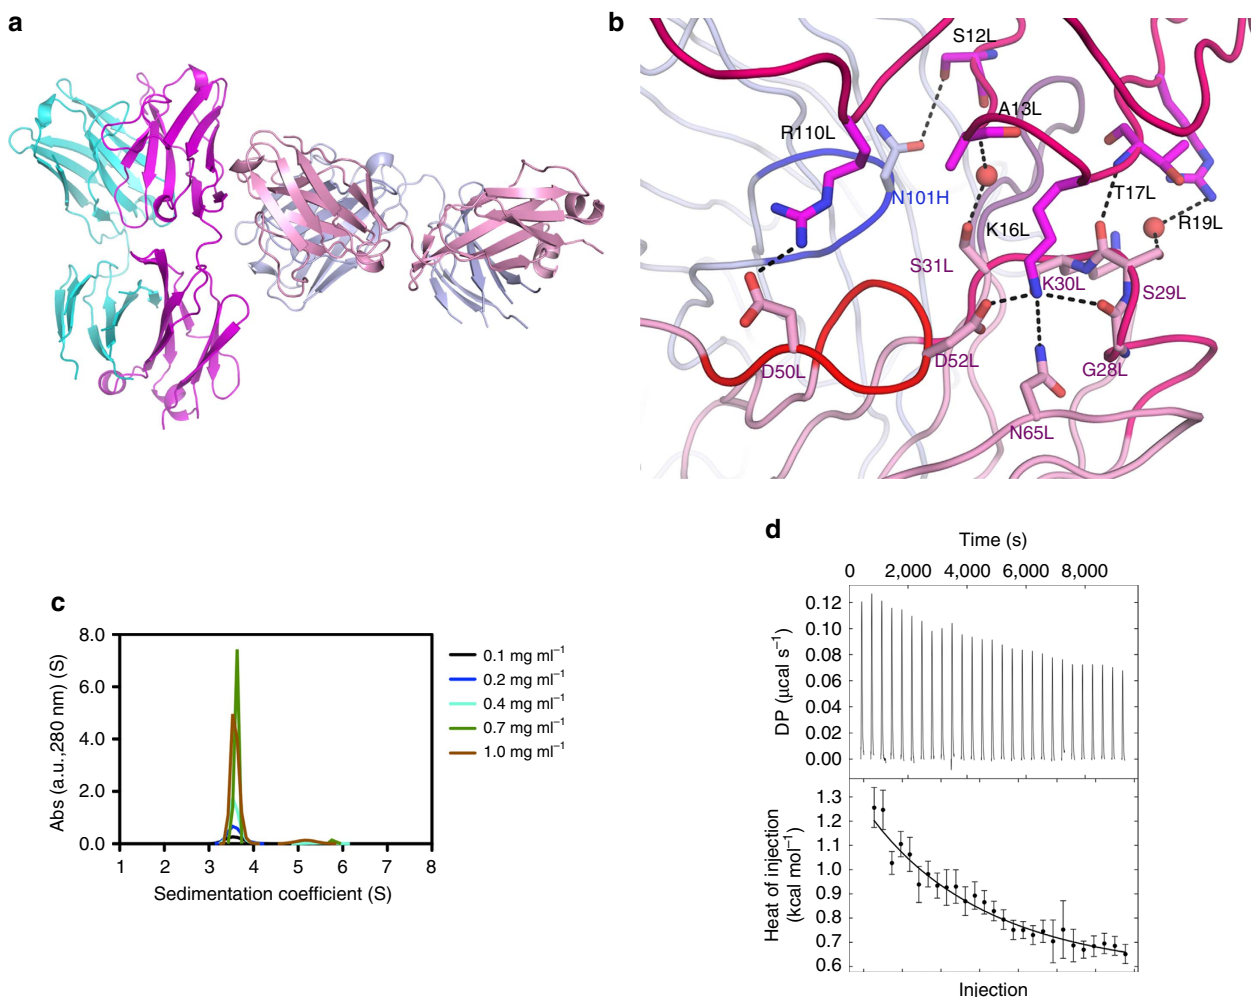 a
b
S12L
A13L
R110L
N101H
T17L
K16L
R19L
S31L
K30L
S29L
D50L
D52L
G28L
N65L
c
8.0
6.0
4.0
2.0
0.0
Abs (a.u.,280 nm) (S)
1 2 3 4 5 6 7 8
Sedimentation coefficient (S)
0.1 mg ml⁻¹
0.2 mg ml⁻¹
0.4 mg ml⁻¹
0.7 mg ml⁻¹
1.0 mg ml⁻¹
d
Time (s)
0 2,000 4,000 6,000 8,000
0.12
0.10
0.08
0.06
0.04
0.02
0.00
DP (μcal s⁻¹)
1.3
1.2
1.1
1.0
0.9
0.8
0.7
0.6
Heat of injection
(kcal mol⁻¹)
Injection